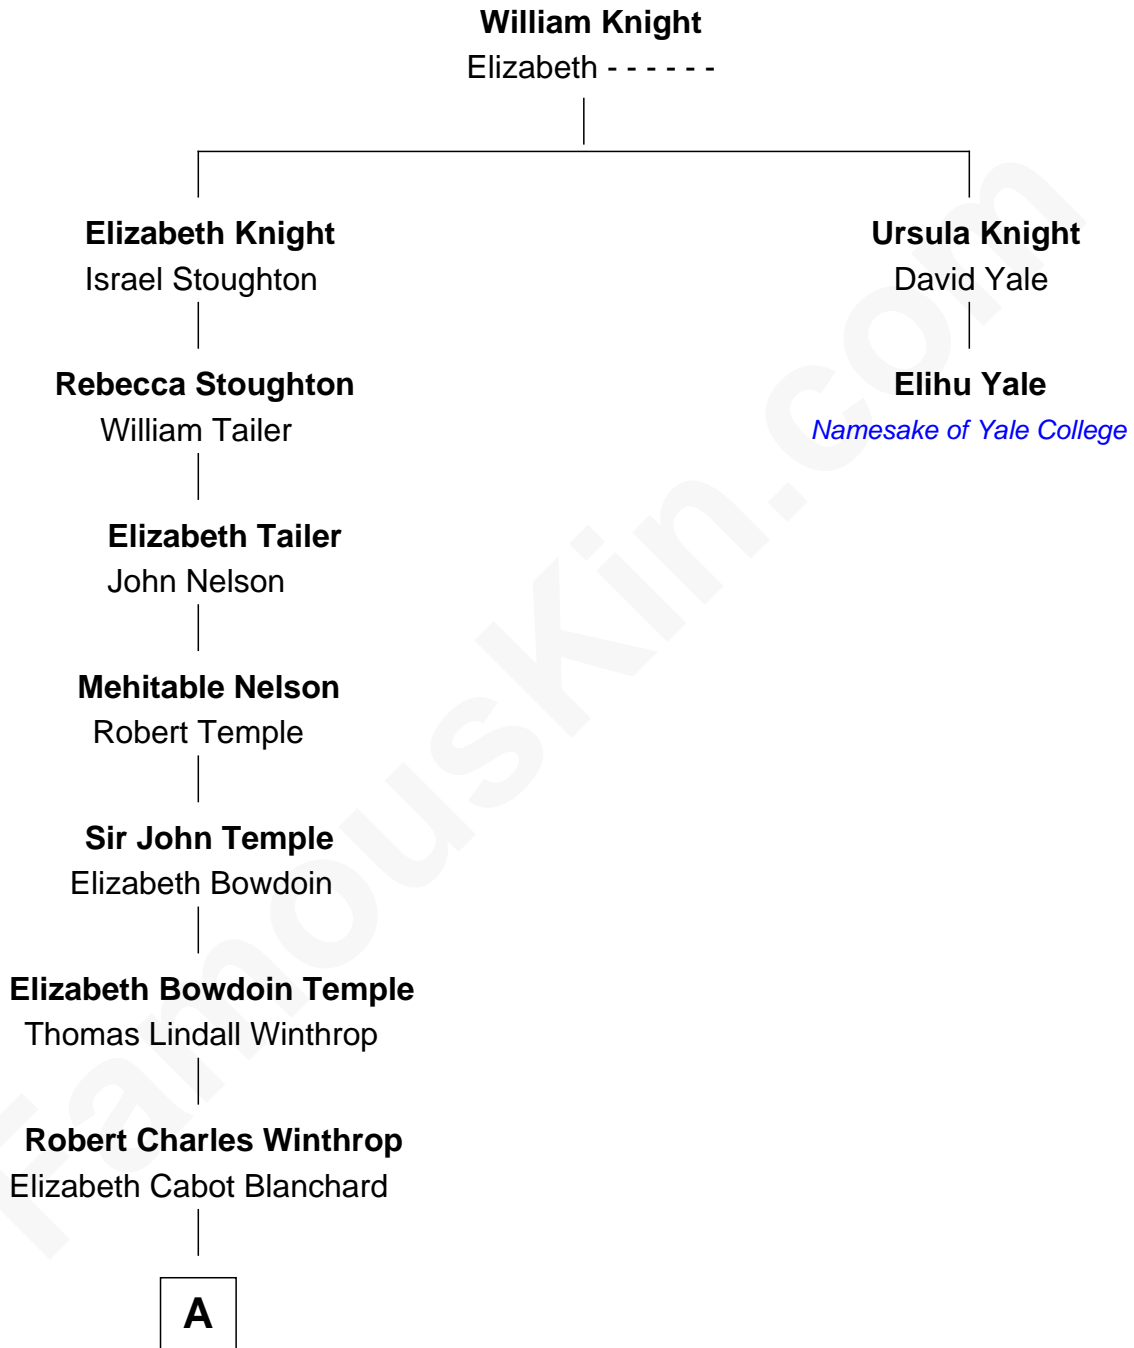 William Knight
Elizabeth - - - - - -
Elizabeth Knight
Israel Stoughton
Ursula Knight
David Yale
Rebecca Stoughton
William Tailer
Elihu Yale
Namesake of Yale College
Elizabeth Tailer
John Nelson
Mehitable Nelson
Robert Temple
Sir John Temple
Elizabeth Bowdoin
Elizabeth Bowdoin Temple
Thomas Lindall Winthrop
Robert Charles Winthrop
Elizabeth Cabot Blanchard
A
FamousKin.com